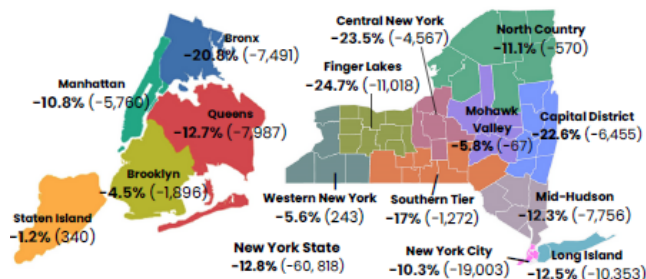 Bronx
-20.8% (-7,491)
Manhattan
-10.8% (-5,760)
Queens
-12.7% (-7,987)
Brooklyn
-4.5% (-1,896)
Staten Island
-1.2% (340)
Central New York
-23.5% (-4,567)
North Country
-11.1% (-570)
Finger Lakes
-24.7% (-11,018)
Mohawk
Valley
-5.8% (-67)
Capital District
-22.6% (-6,455)
Western New York
-5.6% (243)
Southern Tier
-17% (-1,272)
Mid-Hudson
-12.3% (-7,756)
New York State
-12.8% (-60, 818)
New York City
-10.3% (-19,003)
Long Island
-12.5% (-10,353)